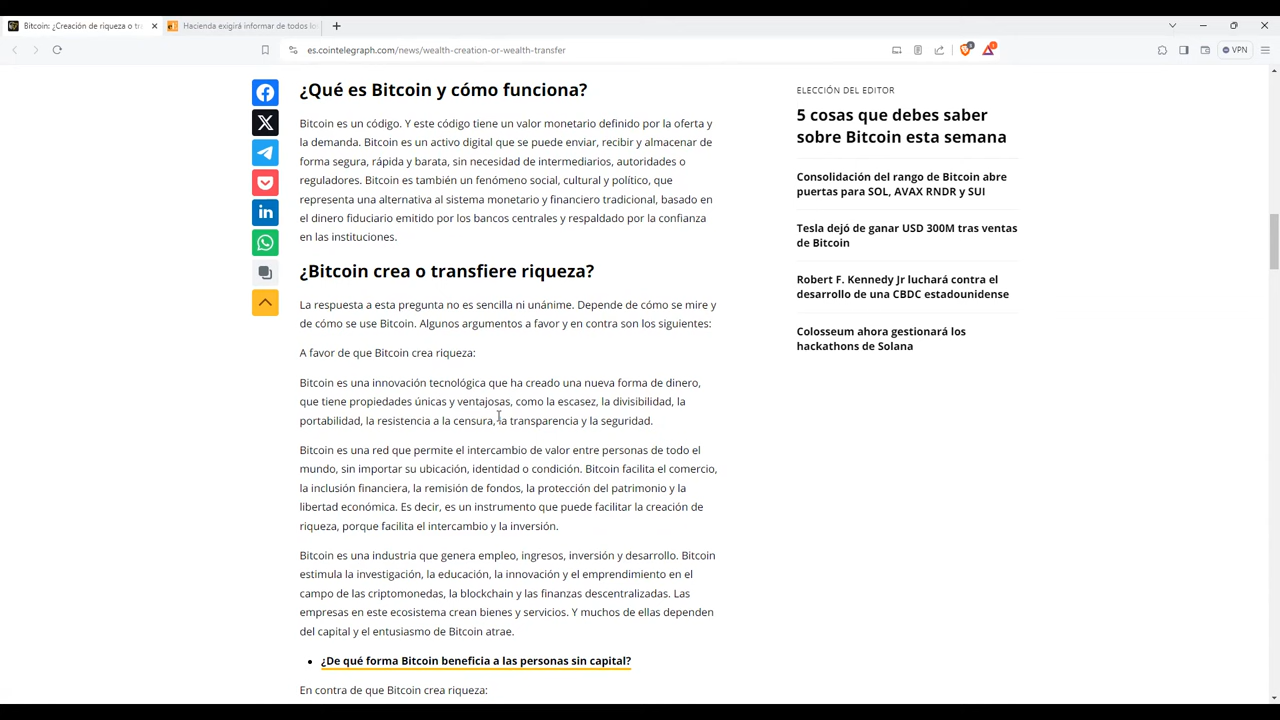 Bitcoin: ¿Creación de riqueza o tr
Hacienda exigirá informar de todos lo
es.cointelegraph.com/news/wealth-creation-or-wealth-transfer
VPN
¿Qué es Bitcoin y cómo funciona?
Bitcoin es un código. Y este código tiene un valor monetario definido por la oferta y
la demanda. Bitcoin es un activo digital que se puede enviar, recibir y almacenar de
forma segura, rápida y barata, sin necesidad de intermediarios, autoridades o
reguladores. Bitcoin es también un fenómeno social, cultural y político, que
representa una alternativa al sistema monetario y financiero tradicional, basado en
el dinero fiduciario emitido por los bancos centrales y respaldado por la confianza
en las instituciones.
¿Bitcoin crea o transfiere riqueza?
La respuesta a esta pregunta no es sencilla ni unánime. Depende de cómo se mire y
de cómo se use Bitcoin. Algunos argumentos a favor y en contra son los siguientes:
A favor de que Bitcoin crea riqueza:
Bitcoin es una innovación tecnológica que ha creado una nueva forma de dinero,
que tiene propiedades únicas y ventajosas, como la escasez, la divisibilidad, la
portabilidad, la resistencia a la censura, la transparencia y la seguridad.
Bitcoin es una red que permite el intercambio de valor entre personas de todo el
mundo, sin importar su ubicación, identidad o condición. Bitcoin facilita el comercio,
la inclusión financiera, la remisión de fondos, la protección del patrimonio y la
libertad económica. Es decir, es un instrumento que puede facilitar la creación de
riqueza, porque facilita el intercambio y la inversión.
Bitcoin es una industria que genera empleo, ingresos, inversión y desarrollo. Bitcoin
estimula la investigación, la educación, la innovación y el emprendimiento en el
campo de las criptomonedas, la blockchain y las finanzas descentralizadas. Las
empresas en este ecosistema crean bienes y servicios. Y muchos de ellas dependen
del capital y el entusiasmo de Bitcoin atrae.
• ¿De qué forma Bitcoin beneficia a las personas sin capital?
En contra de que Bitcoin crea riqueza:
ELECCIÓN DEL EDITOR
5 cosas que debes saber
sobre Bitcoin esta semana
Consolidación del rango de Bitcoin abre
puertas para SOL, AVAX RNDR y SUI
Tesla dejó de ganar USD 300M tras ventas
de Bitcoin
Robert F. Kennedy Jr luchará contra el
desarrollo de una CBDC estadounidense
Colosseum ahora gestionará los
hackathons de Solana